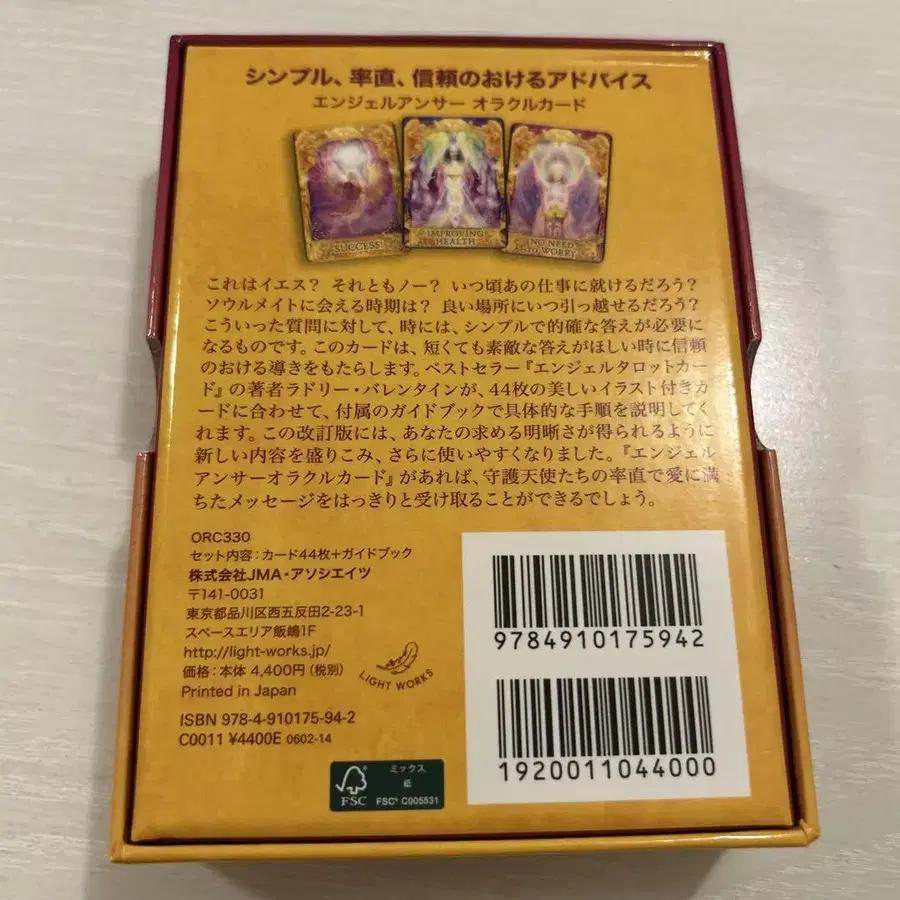 シンプル、率直、信頼のおけるアドバイス
エンジェルアンサー オラクルカード
SUCCESS!
IMPROVING
HEALTH
NO NEED
TO WORRY
これはイエス? それともノー? いつ頃あの仕事に就けるだろう?
ソウルメイトに会える時期は? 良い場所にいつ引っ越せるだろう?
こういった質問に対して、時には、シンプルで的確な答えが必要に
なるものです。このカードは、短くても素敵な答えがほしい時に信頼
のおける導きをもたらします。ベストセラー『エンジェルタロットカー
ド』の著者ラドリー・バレンタインが、44枚の美しいイラスト付きカ
ードに合わせて、付属のガイドブックで具体的な手順を説明してく
れます。この改訂版には、あなたの求める明晰さが得られるように
新しい内容を盛りこみ、さらに使いやすくなりました。『エンジェル
アンサーオラクルカード』があれば、守護天使たちの率直で愛に満
ちたメッセージをはっきりと受け取ることができるでしょう。
ORC330
セット内容:カード44枚+ガイドブック
株式会社JMA・アソシエイツ
〒141-0031
東京都品川区西五反田2-23-1
スペースエリア飯嶋1F
http://light-works.jp/
価格:本体 4,400円(税別)
Printed in Japan
LIGHT WORKS
ISBN 978-4-910175-94-2
C0011 ¥4400E 0602-14
9784910175942
1920011044000
FSC
ミックス
紙
FSC® C005531